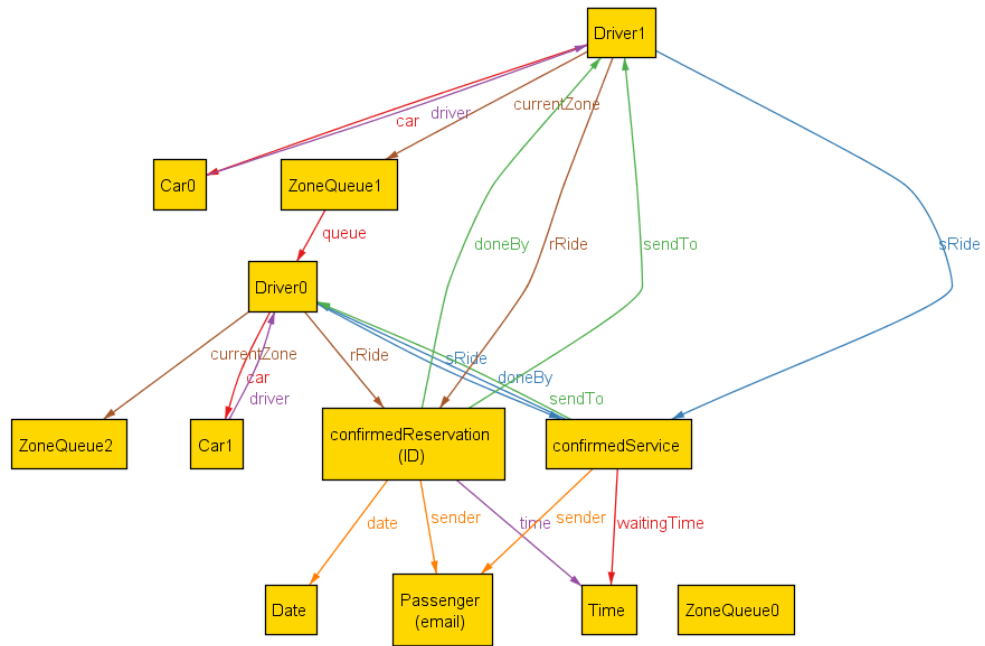 Driver1
currentZone
driver
car
Car0
ZoneQueue1
queue
doneBy
rRide
sendTo
sRide
Driver0
currentZone
rRide
sRide
car
doneBy
driver
sendTo
ZoneQueue2
Car1
confirmedReservation
(ID)
confirmedService
date
sender
time
sender
waitingTime
Date
Passenger
(email)
Time
ZoneQueue0